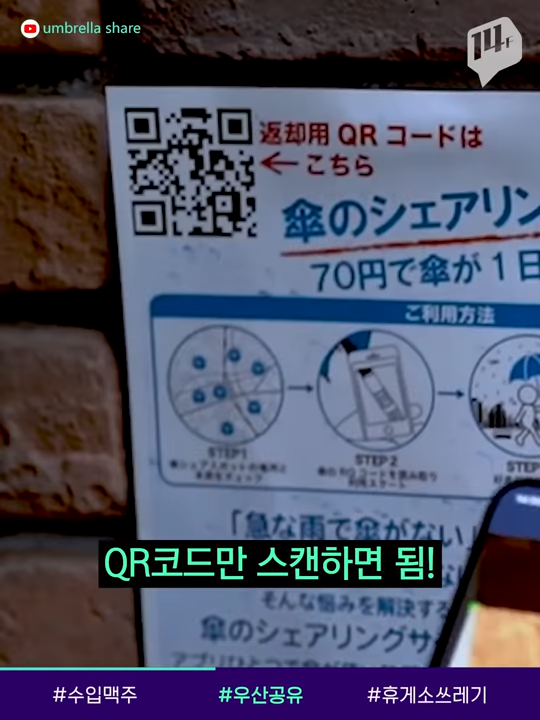 umbrella share
14F
返却用 QR コードは
← こちら
傘のシェアリン
70円で傘が1日
ご利用方法
STEP1
STEP2
STEP
「急な雨で傘がない」
QR코드만 스캔하면 됨!
そんな悩みを解決する
傘のシェアリングサ
#수입맥주
#우산공유
#휴게소쓰레기